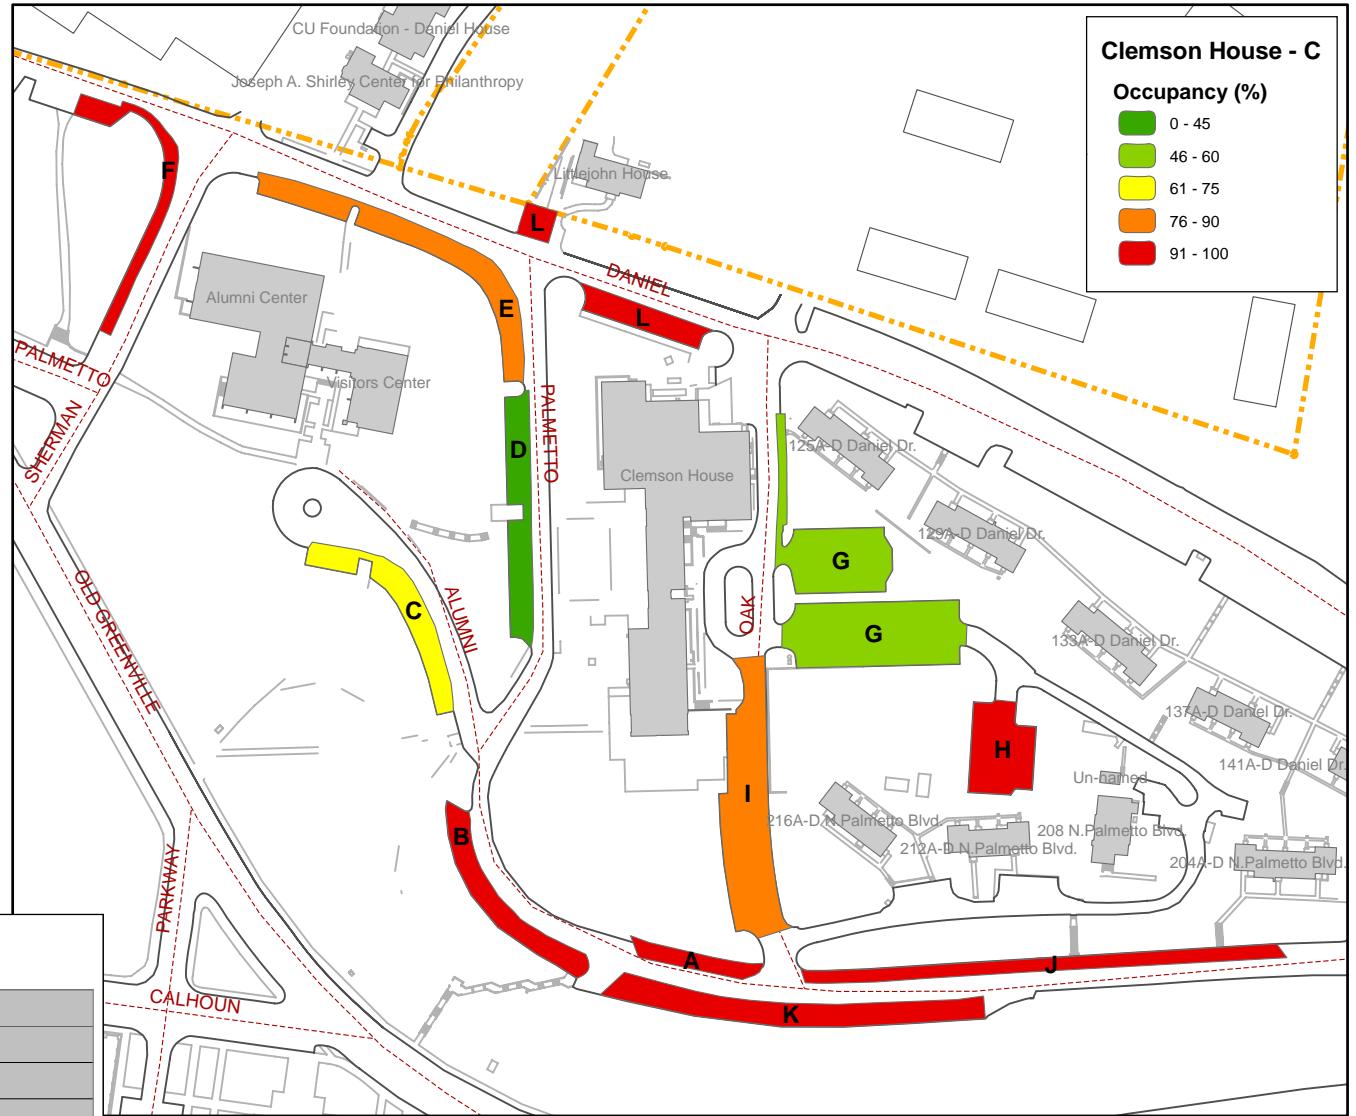 CU Foundation - Daniel House
Joseph A. Shirley Center for Philanthropy
Clemson House - C
Occupancy (%)
0 - 45
46 - 60
61 - 75
76 - 90
91 - 100
F
Littlejohn House
L
DANIEL
Alumni Center
E
L
PALMETTO
Visitors Center
PALMETTO
SHERMAN
D
125A-D Daniel Dr.
Clemson House
129A-D Daniel Dr.
G
OLD GREENVILLE
C
ALUMNI
OAK
G
133A-D Daniel Dr.
137A-D Daniel Dr.
H
141A-D Daniel Dr.
Un-named
I
B
216A-D N.Palmetto Blvd.
208 N.Palmetto Blvd.
212A-D N.Palmetto Blvd.
204A-D N.Palmetto Blvd.
PARKWAY
A
J
CALHOUN
K